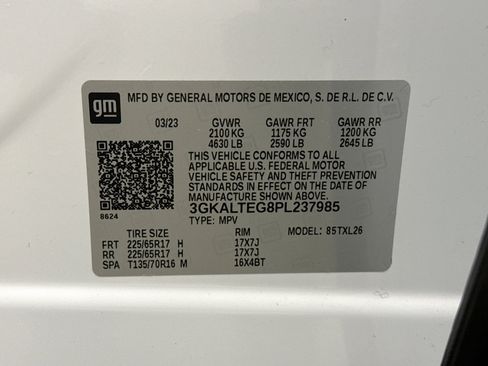 gm
MFD BY GENERAL MOTORS DE MEXICO, S. DE R.L. DE C.V.
03/23 GVWR GAWR FRT GAWR RR
2100 KG 1175 KG 1200 KG
4630 LB 2590 LB 2645 LB
THIS VEHICLE CONFORMS TO ALL
APPLICABLE U.S. FEDERAL MOTOR
VEHICLE SAFETY AND THEFT PREVENTION
STANDARDS IN EFFECT ON THE DATE OF
MANUFACTURE SHOWN ABOVE.
3GKALTEG8PL237985
8624 TYPE: MPV
TIRE SIZE RIM MODEL: 85TXL26
FRT 225/65R17 H 17X7J
RR 225/65R17 H 17X7J
SPA T135/70R16 M 16X4BT